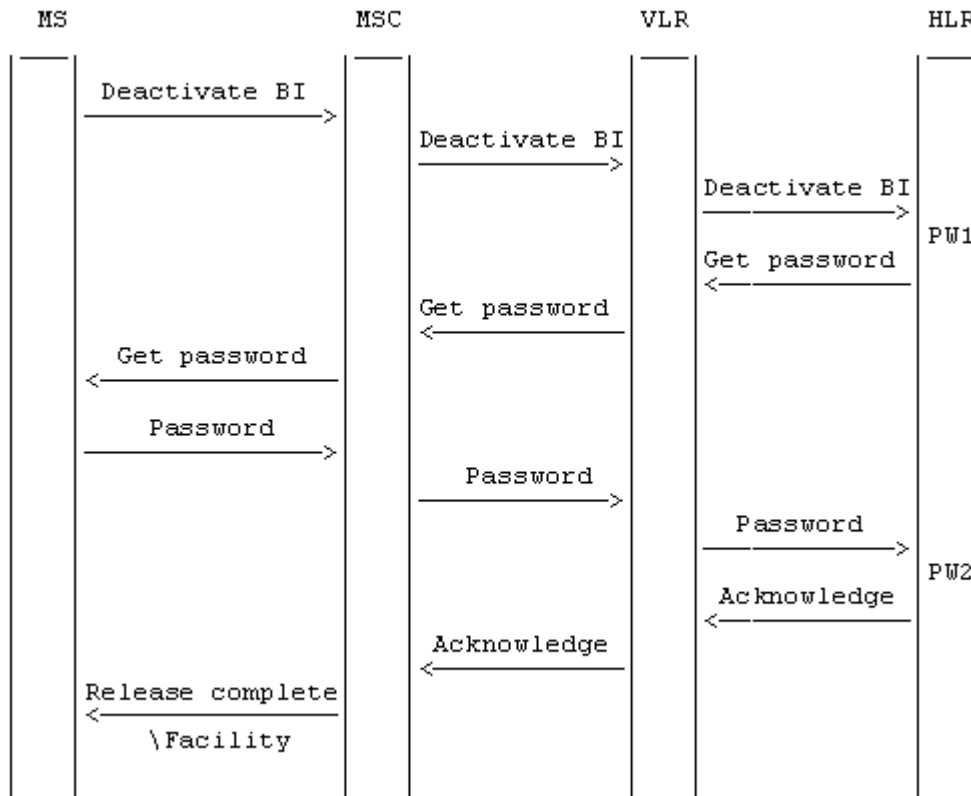 MS MSC VLR HLR
Deactivate BI
Deactivate BI
Deactivate BI
PW1
Get password
Get password
Get password
Password
Password
Password
PW2
Acknowledge
Acknowledge
Release complete
\Facility